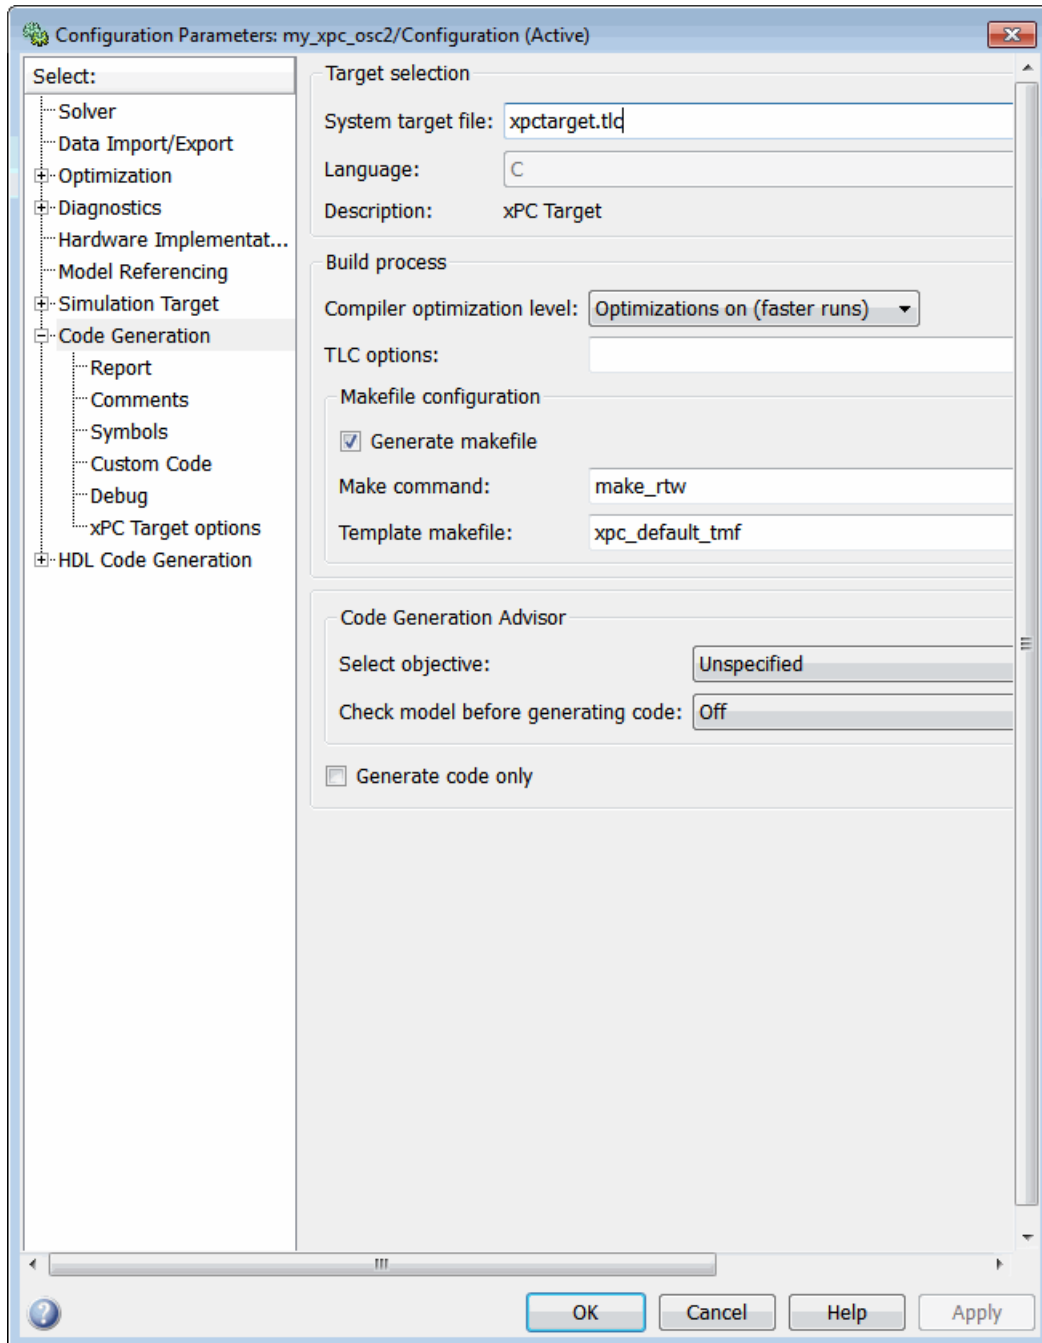 Configuration Parameters: my_xpc_osc2/Configuration (Active)
Select:
Solver
Data Import/Export
Optimization
Diagnostics
Hardware Implementat...
Model Referencing
Simulation Target
Code Generation
Report
Comments
Symbols
Custom Code
Debug
xPC Target options
HDL Code Generation
Target selection
System target file: xpctarget.tlc
Language: C
Description: xPC Target
Build process
Compiler optimization level: Optimizations on (faster runs)
TLC options:
Makefile configuration
Generate makefile
Make command: make_rtw
Template makefile: xpc_default_tmf
Code Generation Advisor
Select objective: Unspecified
Check model before generating code: Off
Generate code only
OK Cancel Help Apply